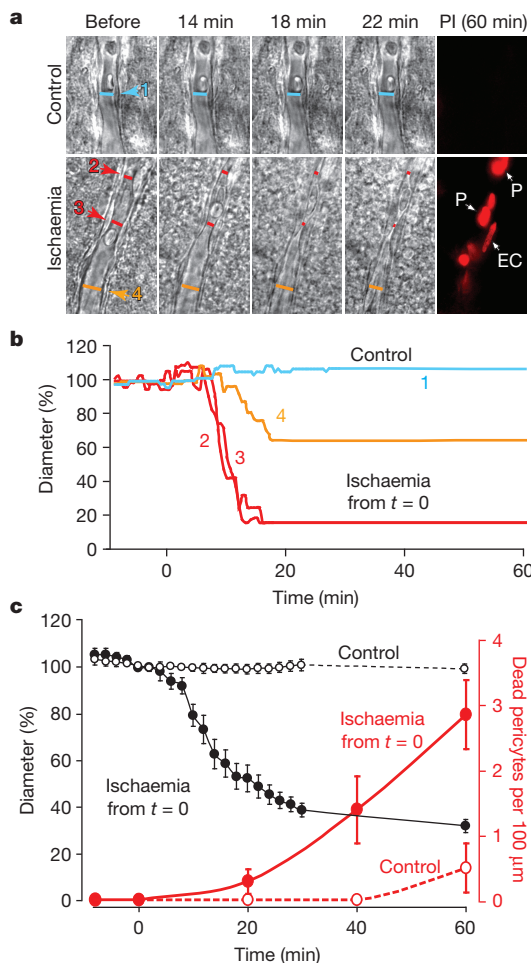 a
Before 14 min 18 min 22 min PI (60 min)
Control
1
Ischaemia
2
3
4
P
P
EC
b
120
100
80
60
40
20
0
Diameter (%)
Control
1
4
2
3
Ischaemia
from t = 0
0 20 40 60
Time (min)
c
120
100
80
60
40
20
0
Diameter (%)
Control
Ischaemia
from t = 0
Ischaemia
from t = 0
Control
4
3
2
1
0
Dead pericytes per 100 μm
0 20 40 60
Time (min)